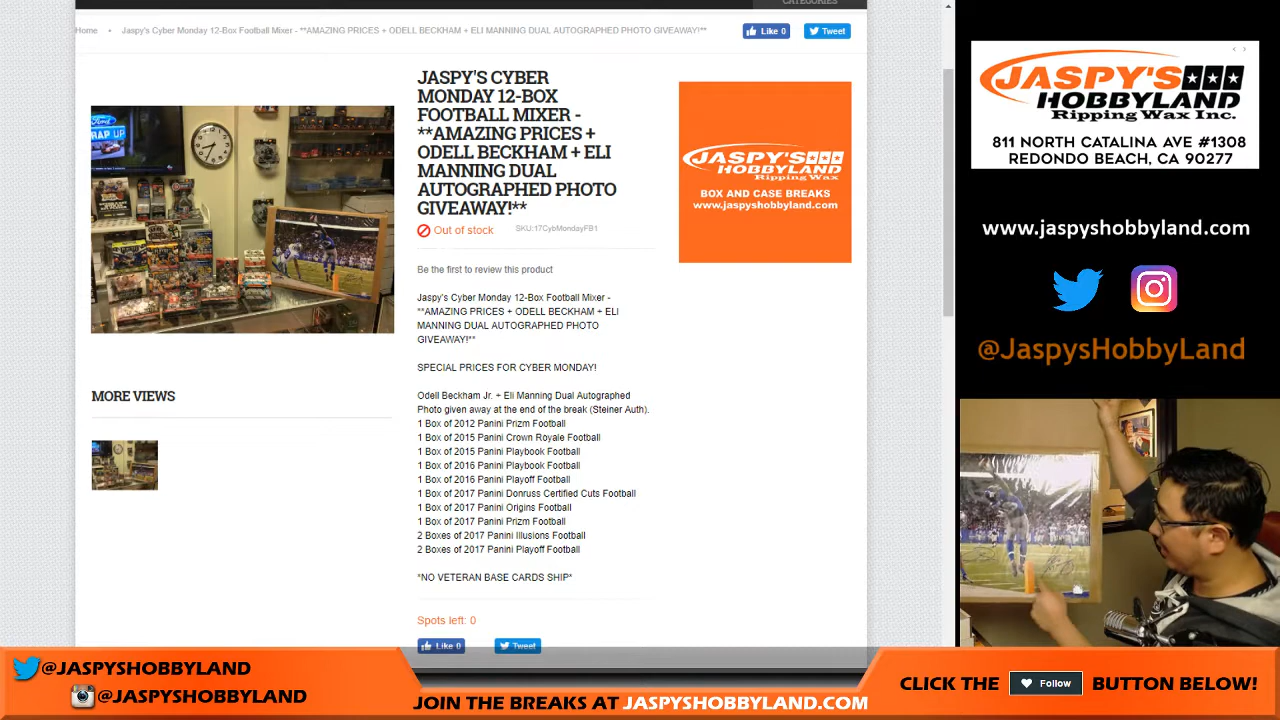 CATEGORIES
Home • Jaspy's Cyber Monday 12-Box Football Mixer - **AMAZING PRICES + ODELL BECKHAM + ELI MANNING DUAL AUTOGRAPHED PHOTO GIVEAWAY!**
Like 0
Tweet
JASPY'S CYBER
MONDAY 12-BOX
FOOTBALL MIXER -
**AMAZING PRICES +
ODELL BECKHAM + ELI
MANNING DUAL
AUTOGRAPHED PHOTO
GIVEAWAY!**
Out of stock
SKU:17CybMondayFB1
Be the first to review this product
Jaspy's Cyber Monday 12-Box Football Mixer -
**AMAZING PRICES + ODELL BECKHAM + ELI
MANNING DUAL AUTOGRAPHED PHOTO
GIVEAWAY!**
SPECIAL PRICES FOR CYBER MONDAY!
Odell Beckham Jr. + Eli Manning Dual Autographed
Photo given away at the end of the break (Steiner Auth).
1 Box of 2012 Panini Prizm Football
1 Box of 2015 Panini Crown Royale Football
1 Box of 2015 Panini Playbook Football
1 Box of 2016 Panini Playbook Football
1 Box of 2016 Panini Playoff Football
1 Box of 2017 Panini Donruss Certified Cuts Football
1 Box of 2017 Panini Origins Football
1 Box of 2017 Panini Prizm Football
2 Boxes of 2017 Panini Illusions Football
2 Boxes of 2017 Panini Playoff Football
*NO VETERAN BASE CARDS SHIP*
Spots left: 0
Like 0
Tweet
Ford
RAP UP
MORE VIEWS
JASPY'S
HOBBYLAND
Ripping Wax
BOX AND CASE BREAKS
www.jaspyshobbyland.com
JASPY'S
HOBBYLAND
Ripping Wax Inc.
811 NORTH CATALINA AVE #1308
REDONDO BEACH, CA 90277
www.jaspyshobbyland.com
@JaspysHobbyLand
@JASPYSHOBBYLAND
@JASPYSHOBBYLAND
JOIN THE BREAKS AT JASPYSHOBBYLAND.COM
CLICK THE Follow BUTTON BELOW!